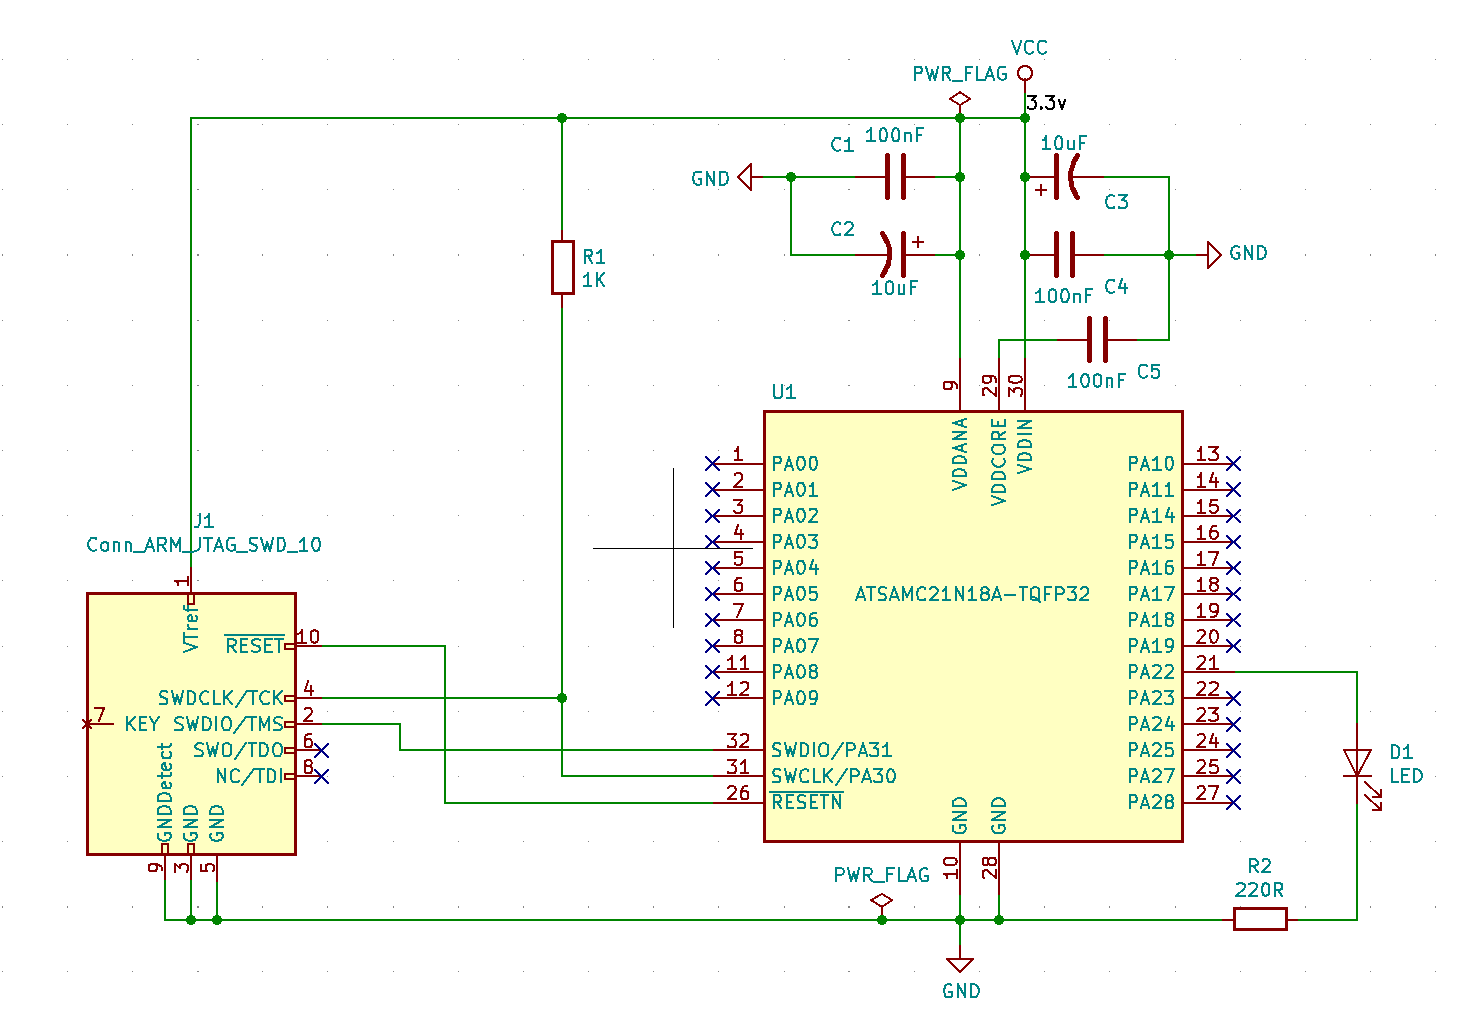 VCC
PWR_FLAG
3.3v
C1 100nF
10uF
GND
C3
C2
10uF
GND
100nF C4
100nF C5
R1
1K
U1
9
29
30
VDDANA
VDDCORE
VDDIN
1 PA00
2 PA01
3 PA02
4 PA03
5 PA04
6 PA05
7 PA06
8 PA07
11 PA08
12 PA09
32 SWDIO/PA31
31 SWCLK/PA30
26 RESETN
ATSAMC21N18A-TQFP32
PA10 13
PA11 14
PA14 15
PA15 16
PA16 17
PA17 18
PA18 19
PA19 20
PA22 21
PA23 22
PA24 23
PA25 24
PA27 25
PA28 27
GND
GND
10
28
J1
Conn_ARM_JTAG_SWD_10
1
VTref
RESET 10
SWDCLK/TCK 4
7 KEY
SWDIO/TMS 2
SWO/TDO 6
NC/TDI 8
GNDDetect
GND
GND
9
3
5
D1
LED
R2
220R
PWR_FLAG
GND